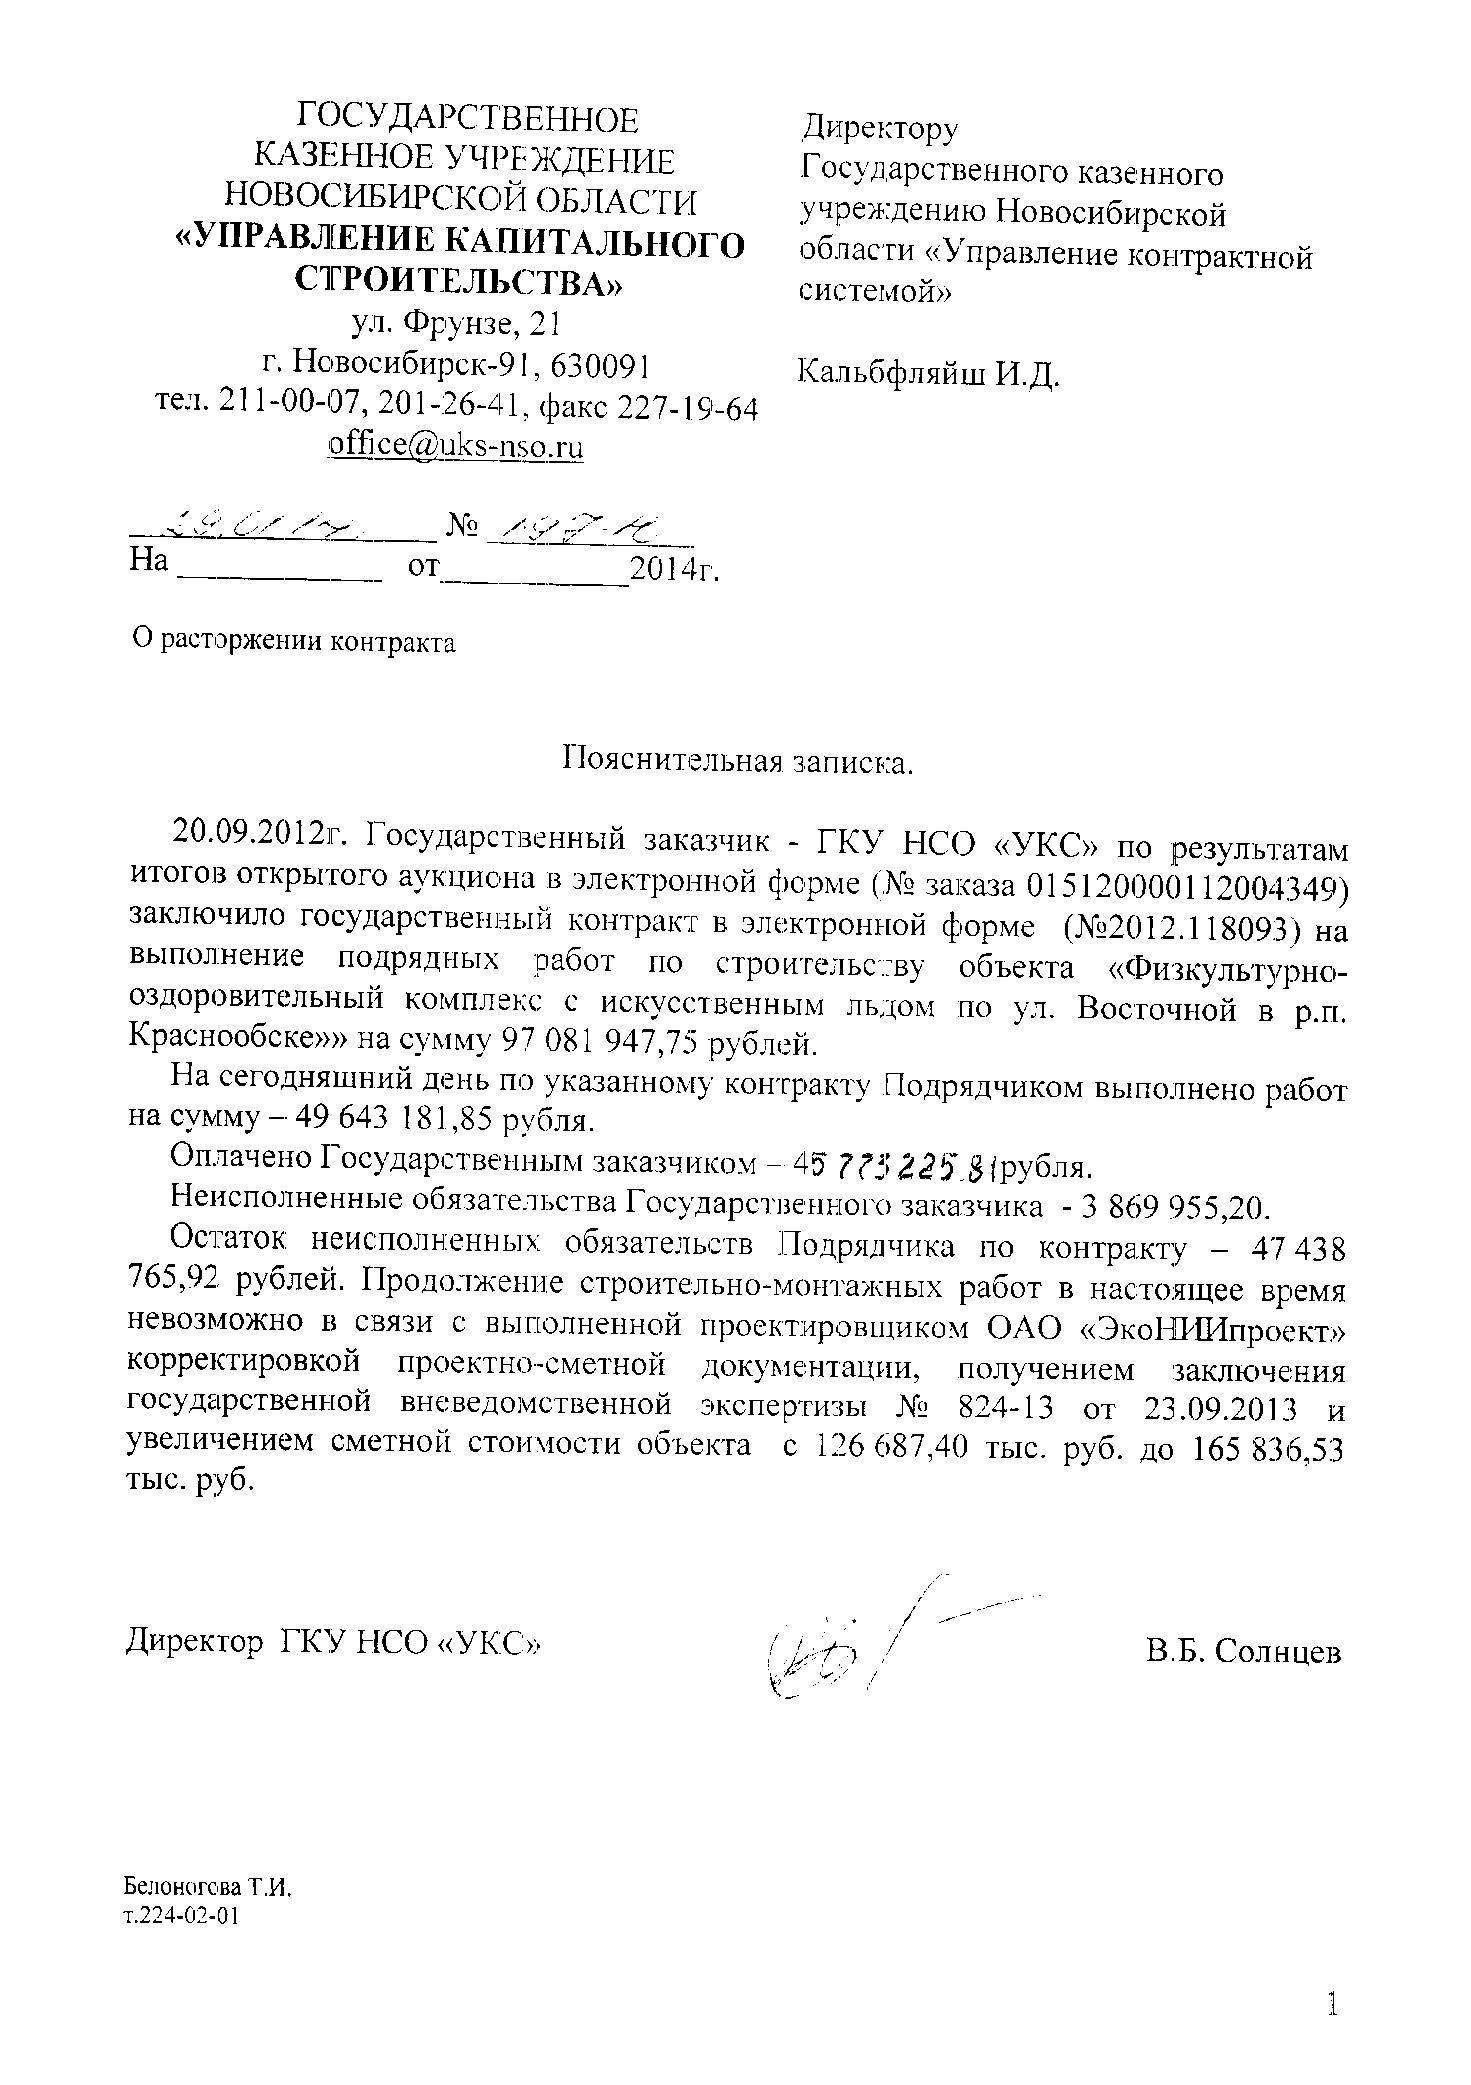 ГОСУДАРСТВЕННОЕ
КАЗЕННОЕ УЧРЕЖДЕНИЕ
НОВОСИБИРСКОЙ ОБЛАСТИ
«УПРАВЛЕНИЕ КАПИТАЛЬНОГО
СТРОИТЕЛЬСТВА»
ул. Фрунзе, 21
г. Новосибирск-91, 630091
тел. 211-00-07, 201-26-41, факс 227-19-64
office@uks-nso.ru
Директору
Государственного казенного
учреждению Новосибирской
области «Управление контрактной
системой»
Кальбфляйш И.Д.
29.01.14. № 197-И
На ____________ от___________2014г.
О расторжении контракта
Пояснительная записка.
20.09.2012г. Государственный заказчик - ГКУ НСО «УКС» по результатам
итогов открытого аукциона в электронной форме (№ заказа 015120000112004349)
заключило государственный контракт в электронной форме (№2012.118093) на
выполнение подрядных работ по строительству объекта «Физкультурно-
оздоровительный комплекс с искусственным льдом по ул. Восточной в р.п.
Краснообске»» на сумму 97 081 947,75 рублей.
На сегодняшний день по указанному контракту Подрядчиком выполнено работ
на сумму – 49 643 181,85 рубля.
Оплачено Государственным заказчиком – 45 773 225.81рубля.
Неисполненные обязательства Государственного заказчика - 3 869 955,20.
Остаток неисполненных обязательств Подрядчика по контракту – 47 438
765,92 рублей. Продолжение строительно-монтажных работ в настоящее время
невозможно в связи с выполненной проектировщиком ОАО «ЭкоНИИпроект»
корректировкой проектно-сметной документации, получением заключения
государственной вневедомственной экспертизы № 824-13 от 23.09.2013 и
увеличением сметной стоимости объекта с 126 687,40 тыс. руб. до 165 836,53
тыс. руб.
Директор ГКУ НСО «УКС»
В.Б. Солнцев
Белоногова Т.И.
т.224-02-01
1